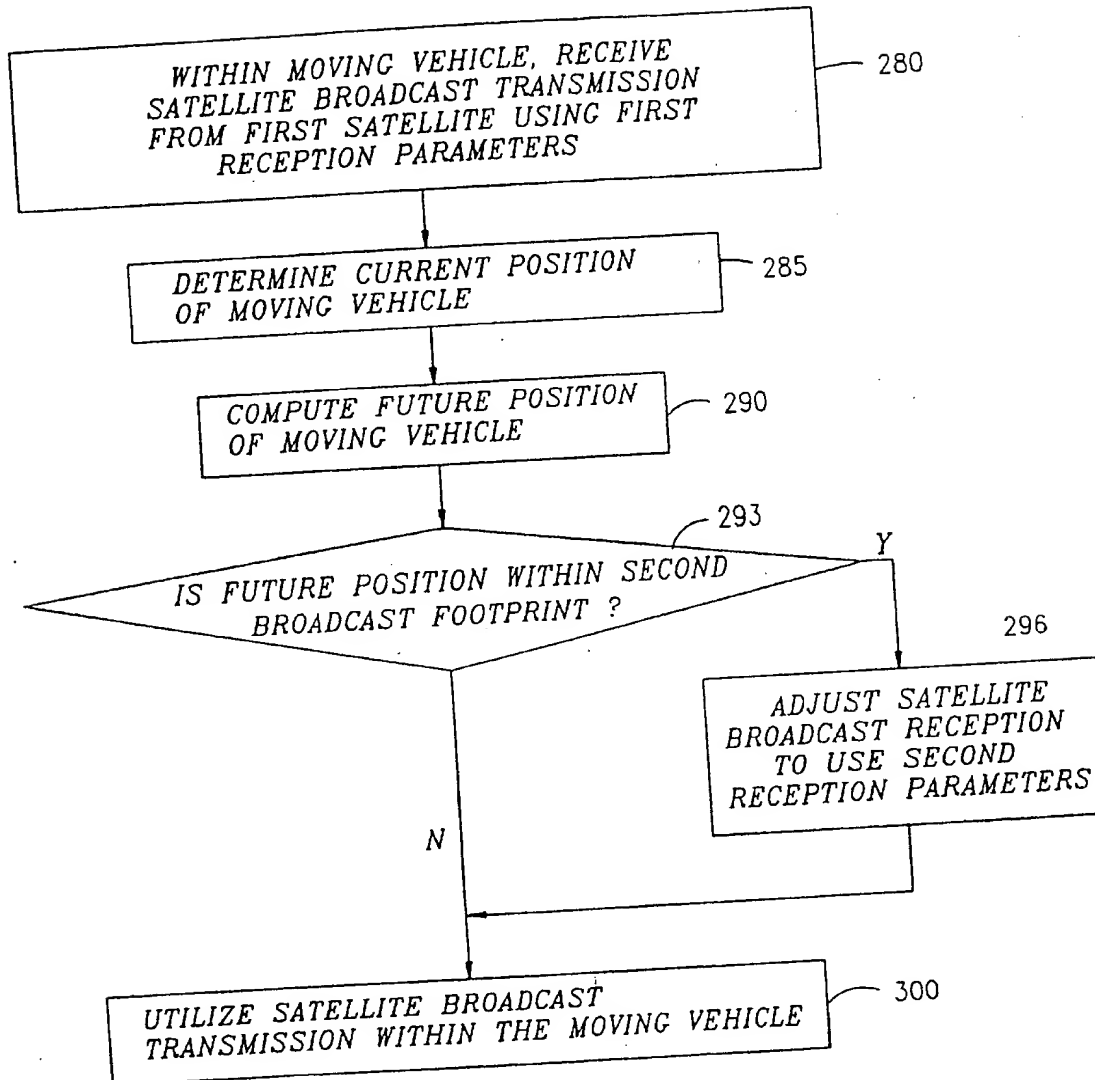 WITHIN MOVING VEHICLE, RECEIVE
SATELLITE BROADCAST TRANSMISSION
FROM FIRST SATELLITE USING FIRST
RECEPTION PARAMETERS
280
DETERMINE CURRENT POSITION
OF MOVING VEHICLE
285
COMPUTE FUTURE POSITION
OF MOVING VEHICLE
290
293
IS FUTURE POSITION WITHIN SECOND
BROADCAST FOOTPRINT ?
Y
296
ADJUST SATELLITE
BROADCAST RECEPTION
TO USE SECOND
RECEPTION PARAMETERS
N
UTILIZE SATELLITE BROADCAST
TRANSMISSION WITHIN THE MOVING VEHICLE
300